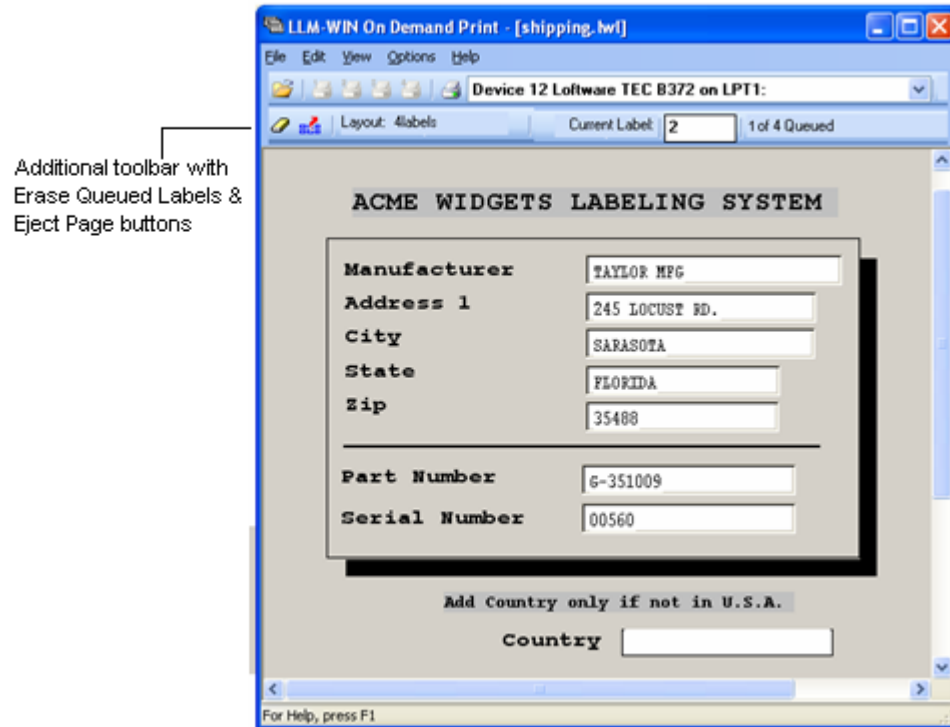 LLM-WIN On Demand Print - [shipping.lwl]
File Edit View Options Help
Device 12 Loftware TEC B372 on LPT1:
Layout: 4labels Current Label: 2 1 of 4 Queued
Additional toolbar with
Erase Queued Labels &
Eject Page buttons
ACME WIDGETS LABELING SYSTEM
Manufacturer TAYLOR MFG
Address 1 245 LOCUST RD.
City SARASOTA
State FLORIDA
Zip 35488
Part Number G-351009
Serial Number 00560
Add Country only if not in U.S.A.
Country
For Help, press F1